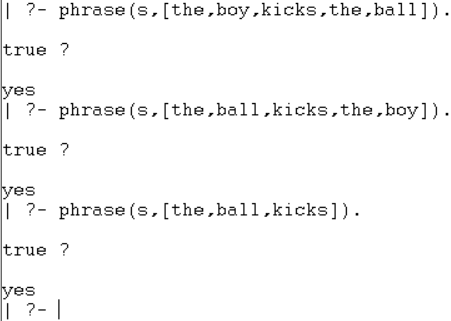 | ?- phrase(s,[the,boy,kicks,the,ball]).
true ?
yes
| ?- phrase(s,[the,ball,kicks,the,boy]).
true ?
yes
| ?- phrase(s,[the,ball,kicks]).
true ?
yes
| ?-